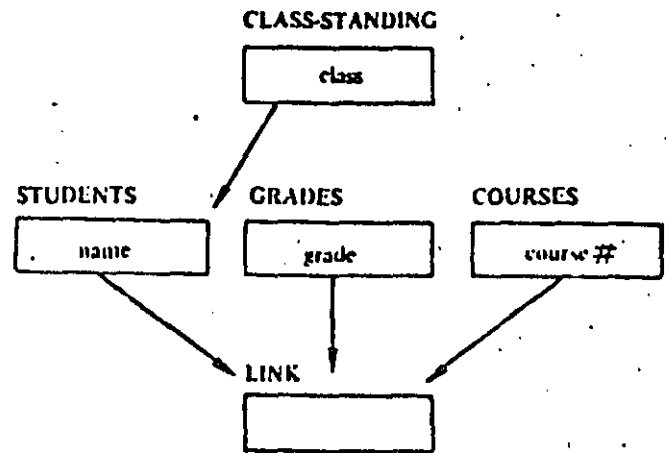 CLASS-STANDING
class
STUDENTS GRADES COURSES
name grade course #
LINK